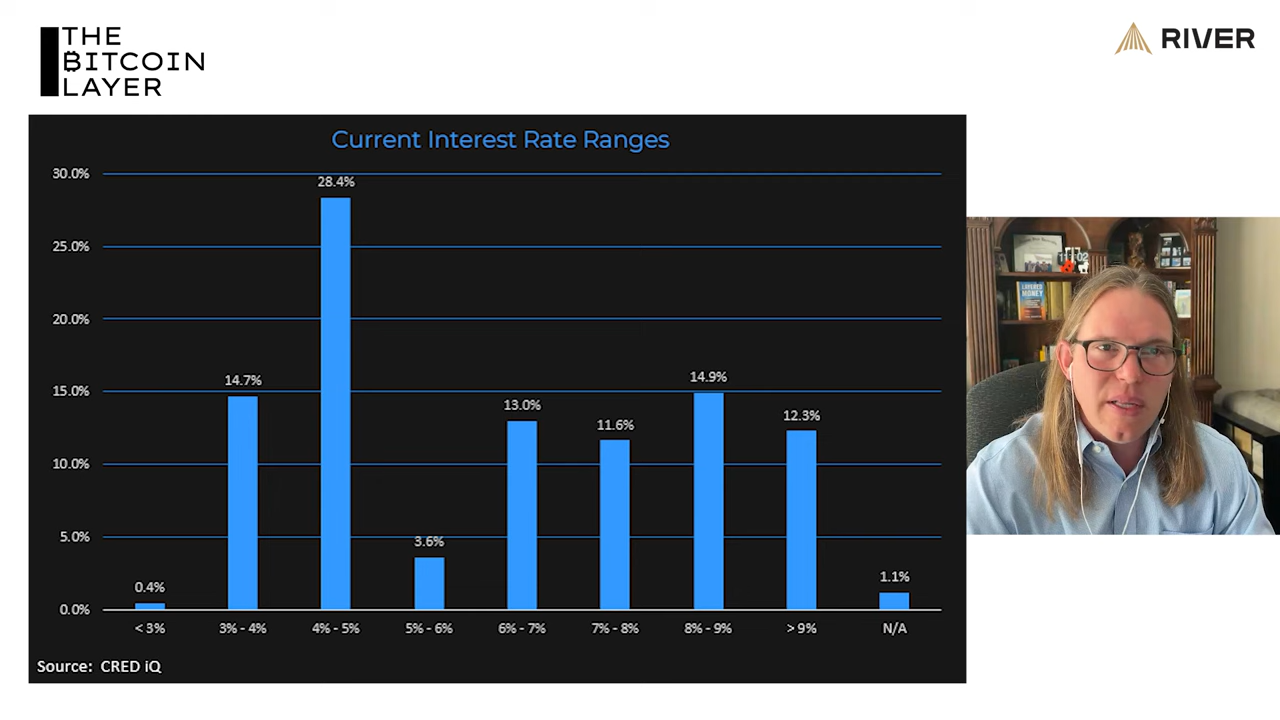 THE
BITCOIN
LAYER
RIVER
Current Interest Rate Ranges
30.0%
25.0%
20.0%
15.0%
10.0%
5.0%
0.0%
0.4%
14.7%
28.4%
3.6%
13.0%
11.6%
14.9%
12.3%
1.1%
< 3%
3% - 4%
4% - 5%
5% - 6%
6% - 7%
7% - 8%
8% - 9%
> 9%
N/A
Source: CRED iQ
LAYERED
MONEY